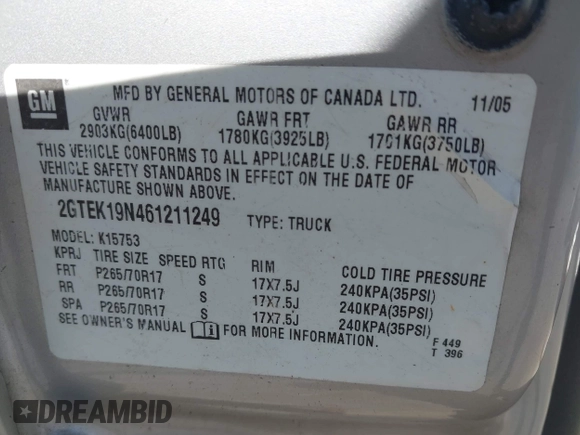 GM
MFD BY GENERAL MOTORS OF CANADA LTD. 11/05
GVWR GAWR FRT GAWR RR
2903KG(6400LB) 1780KG(3925LB) 1701KG(3750LB)
THIS VEHICLE CONFORMS TO ALL APPLICABLE U.S. FEDERAL MOTOR
VEHICLE SAFETY STANDARDS IN EFFECT ON THE DATE OF
MANUFACTURE SHOWN ABOVE.
2GTEK19N461211249 TYPE: TRUCK
MODEL: K15753
KPRJ TIRE SIZE SPEED RTG RIM COLD TIRE PRESSURE
FRT P265/70R17 S 17X7.5J 240KPA(35PSI)
RR P265/70R17 S 17X7.5J 240KPA(35PSI)
SPA P265/70R17 S 17X7.5J 240KPA(35PSI)
SEE OWNER'S MANUAL FOR MORE INFORMATION.
F 449
T 396
DREAMBID